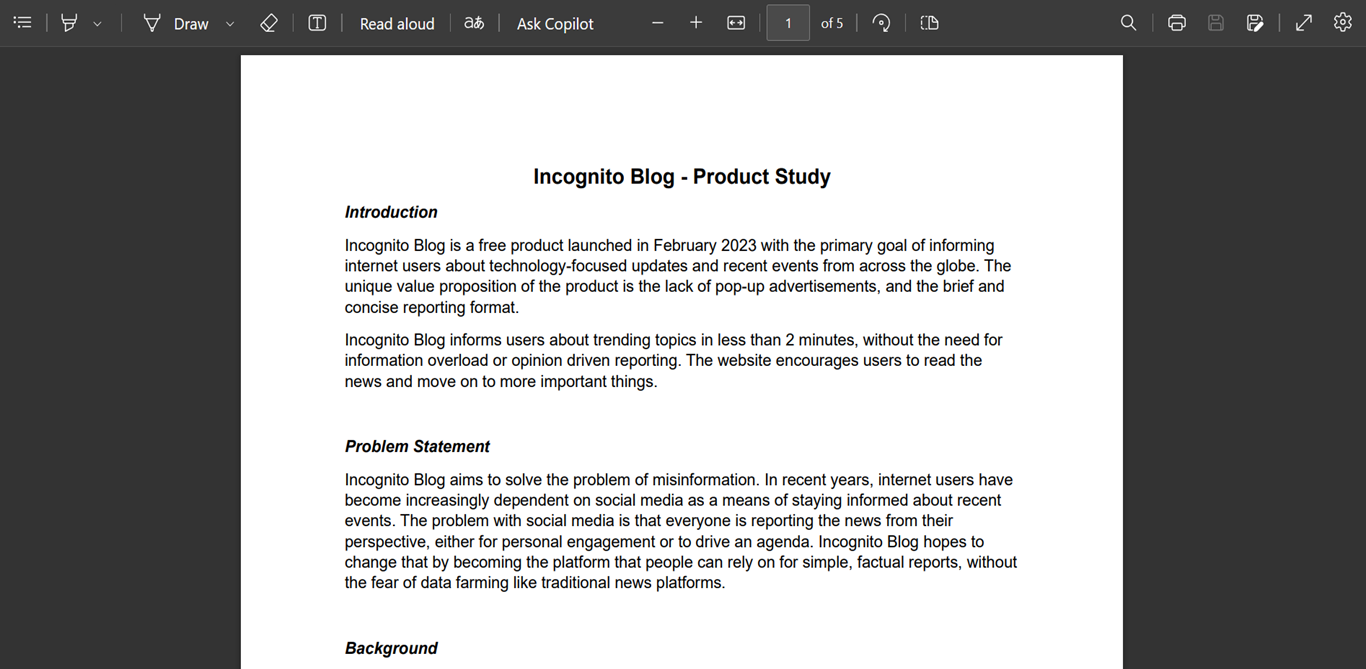 Draw Read aloud aあ Ask Copilot 1 of 5
Incognito Blog - Product Study
Introduction
Incognito Blog is a free product launched in February 2023 with the primary goal of informing
internet users about technology-focused updates and recent events from across the globe. The
unique value proposition of the product is the lack of pop-up advertisements, and the brief and
concise reporting format.
Incognito Blog informs users about trending topics in less than 2 minutes, without the need for
information overload or opinion driven reporting. The website encourages users to read the
news and move on to more important things.
Problem Statement
Incognito Blog aims to solve the problem of misinformation. In recent years, internet users have
become increasingly dependent on social media as a means of staying informed about recent
events. The problem with social media is that everyone is reporting the news from their
perspective, either for personal engagement or to drive an agenda. Incognito Blog hopes to
change that by becoming the platform that people can rely on for simple, factual reports, without
the fear of data farming like traditional news platforms.
Background